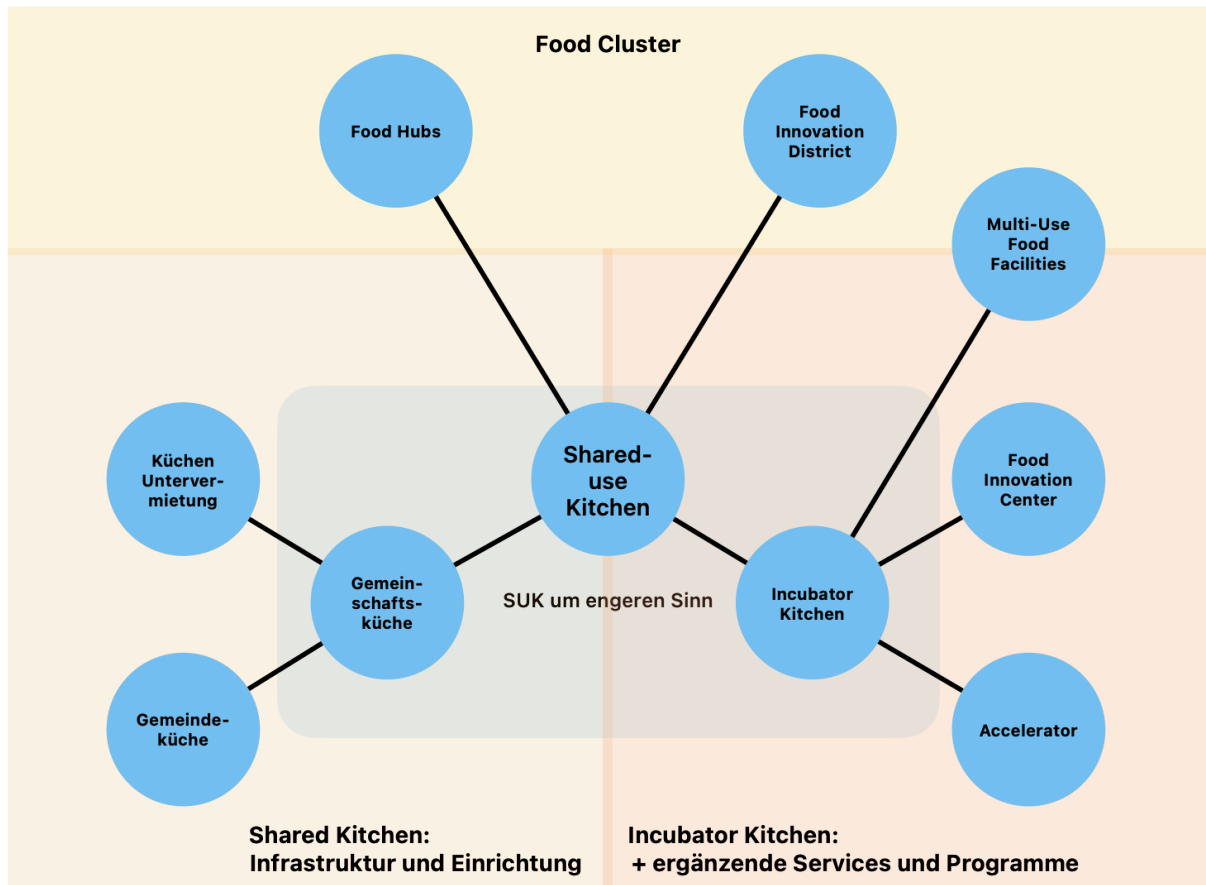 Food Cluster
Food Hubs
Food
Innovation
District
Multi-Use
Food
Facilities
Shared-
use
Kitchen
Küchen
Unterver-
mietung
Food
Innovation
Center
Gemein-
schafts-
küche
SUK um engeren Sinn
Incubator
Kitchen
Gemeinde-
küche
Accelerator
Shared Kitchen:
Infrastruktur und Einrichtung
Incubator Kitchen:
+ ergänzende Services und Programme